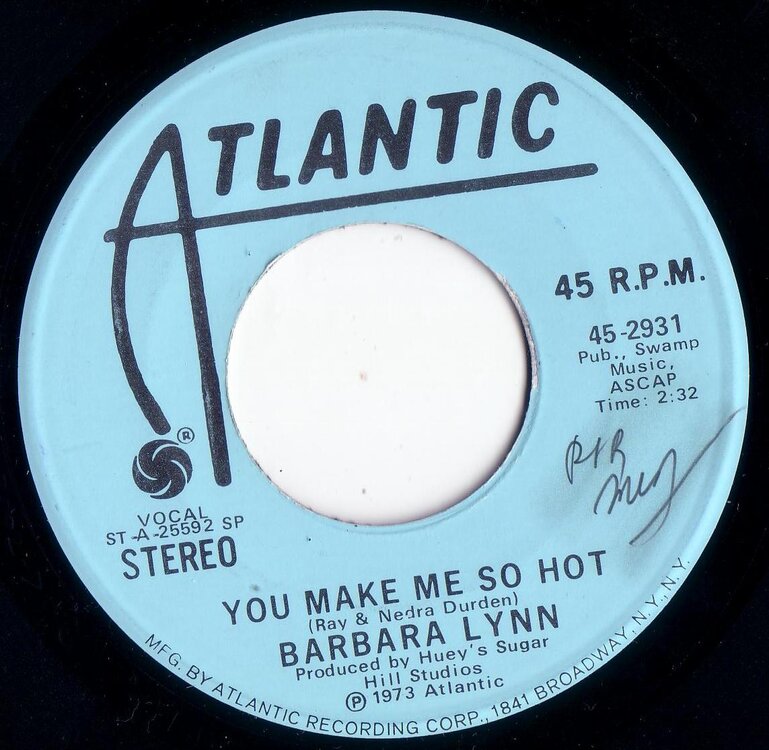 ATLANTIC
45 R.P.M.
45-2931
Pub., Swamp
Music,
ASCAP
Time: 2:32
®
VOCAL
ST-A-25592 SP
STEREO
YOU MAKE ME SO HOT
(Ray & Nedra Durden)
BARBARA LYNN
Produced by Huey's Sugar
Hill Studios
℗ 1973 Atlantic
MFG. BY ATLANTIC RECORDING CORP., 1841 BROADWAY, N.Y., N.Y.